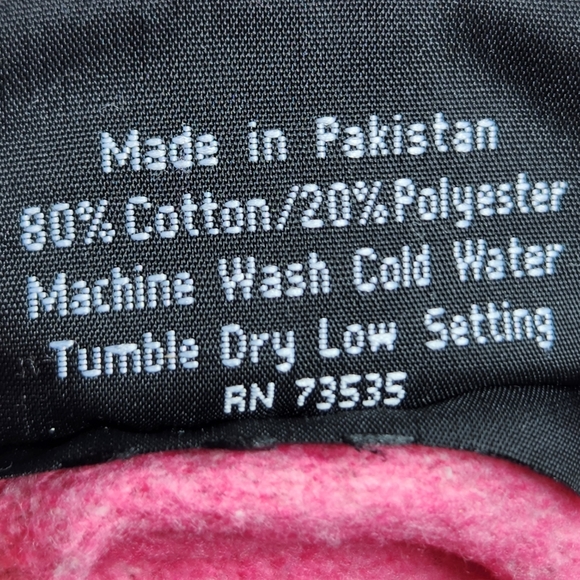 Made in Pakistan
80% Cotton/20% Polyester
Machine Wash Cold Water
Tumble Dry Low Setting
RN 73535